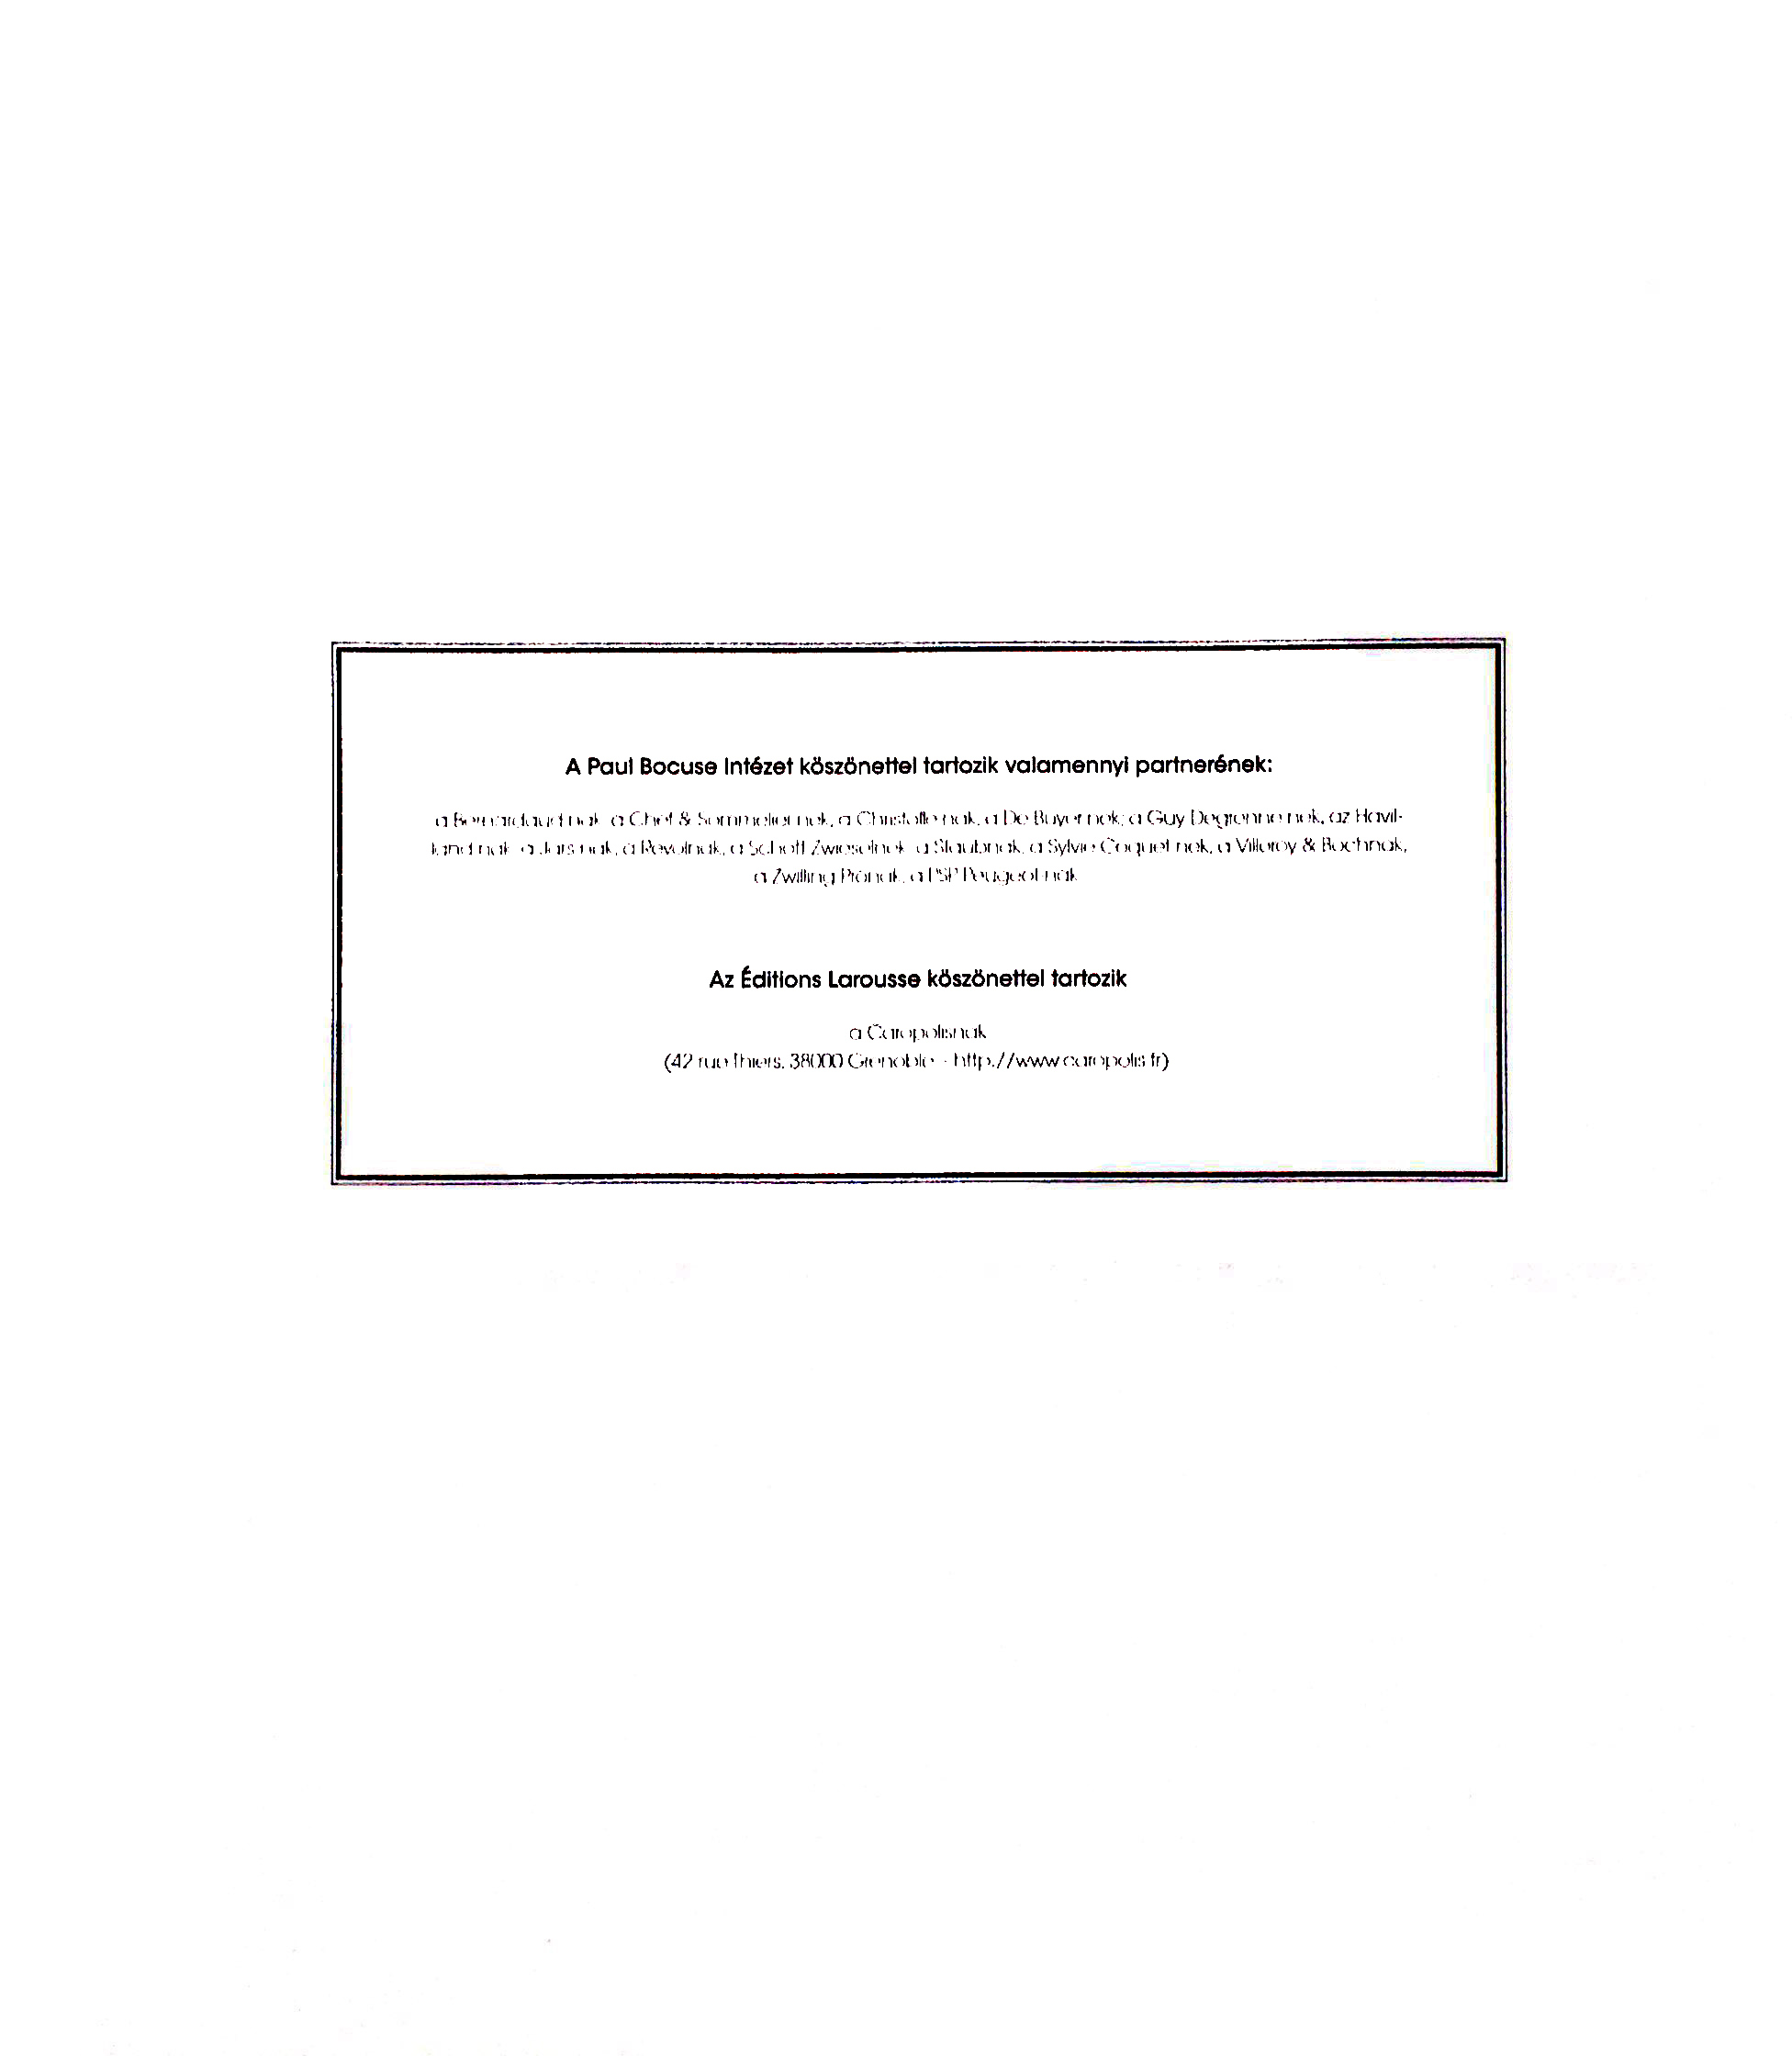 A Paul Bocuse Intézet köszönettel tartozik valamennyi partnerének:
a Bernardaud-nak, a Chef & Sommelier-nek, a Christofle-nak, a De Buyer-nek, a Guy Degrenne-nek, az Havil-
land-nak, a Jars-nak, a Revolnak, a Schott Zwieselnek, a Staubnak, a Sylvie Coquet-nek, a Villeroy & Bochnak,
a Zwilling Prónak, a PSP Peugeot-nak
Az Éditions Larousse köszönettel tartozik
a Caropolisnak
(42 rue Thiers, 38000 Grenoble - http://www.caropolis.fr)